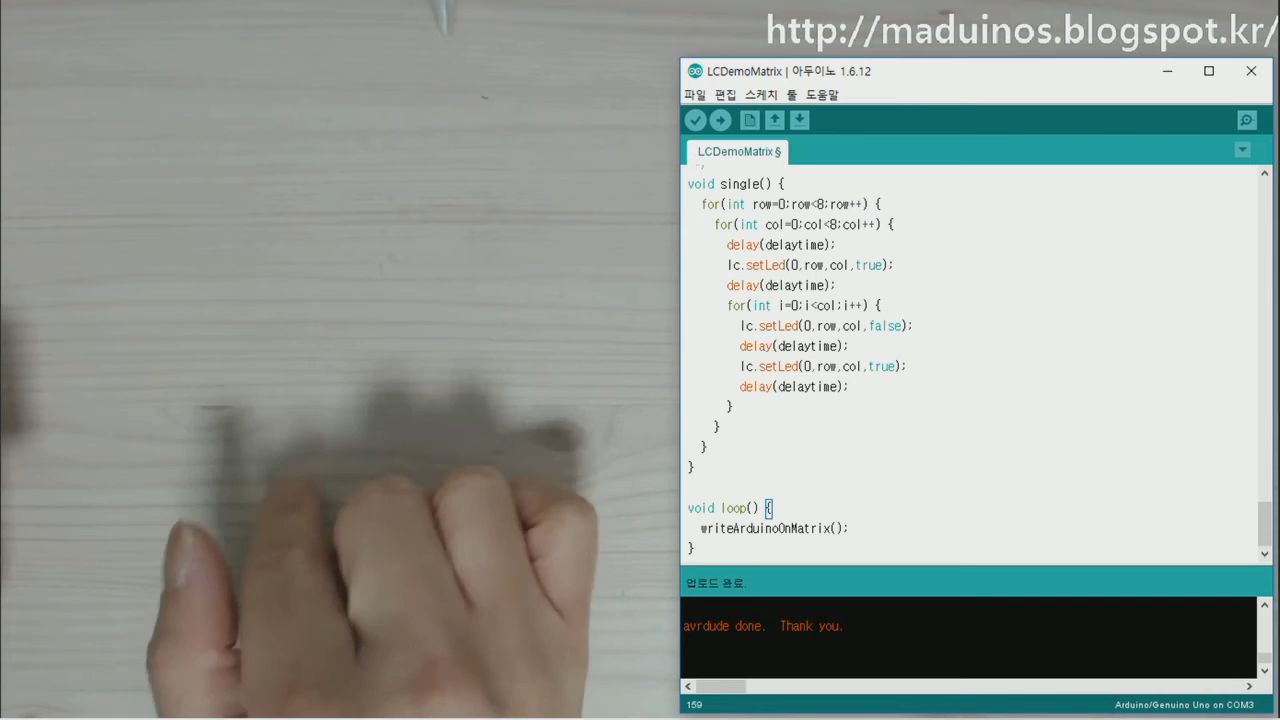 http://maduinos.blogspot.kr/
LCDemoMatrix | 아두이노 1.6.12
파일 편집 스케치 툴 도움말
LCDemoMatrix §
void single() {
for(int row=0;row<8;row++) {
for(int col=0;col<8;col++) {
delay(delaytime);
lc.setLed(0,row,col,true);
delay(delaytime);
for(int i=0;i<col;i++) {
lc.setLed(0,row,col,false);
delay(delaytime);
lc.setLed(0,row,col,true);
delay(delaytime);
}
}
}
}
void loop() {
writeArduinoOnMatrix();
}
업로드 완료.
avrdude done.  Thank you.
159
Arduino/Genuino Uno on COM3